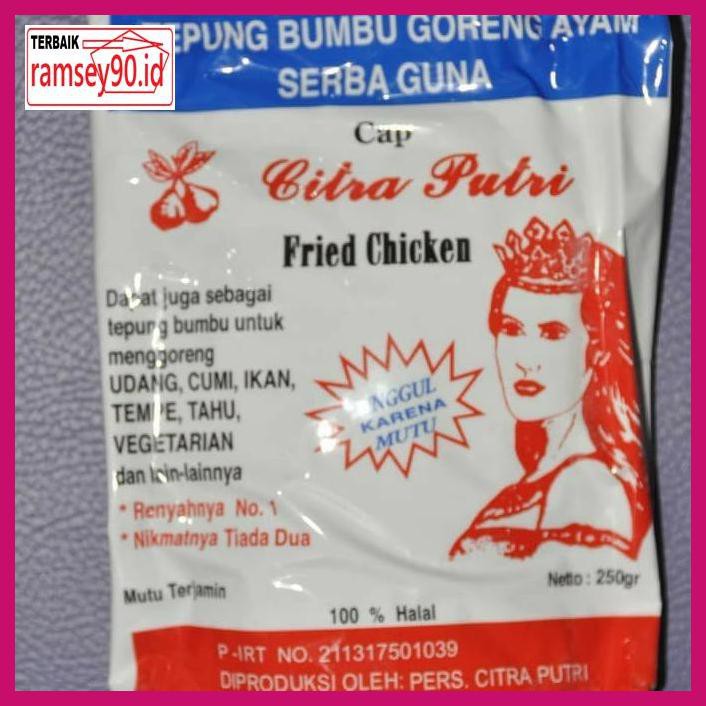 TERBAIK
ramsey90.id
TEPUNG BUMBU GORENG AYAM
SERBA GUNA
Cap
Citra Putri
Fried Chicken
Dapat juga sebagai
tepung bumbu untuk
menggoreng
UDANG, CUMI, IKAN,
TEMPE, TAHU,
VEGETARIAN
dan lain-lainnya
* Renyahnya No. 1
* Nikmatnya Tiada Dua
UNGGUL
KARENA
MUTU
Mutu Terjamin
Netto : 250gr
100 % Halal
P-IRT NO. 211317501039
DIPRODUKSI OLEH: PERS. CITRA PUTRI